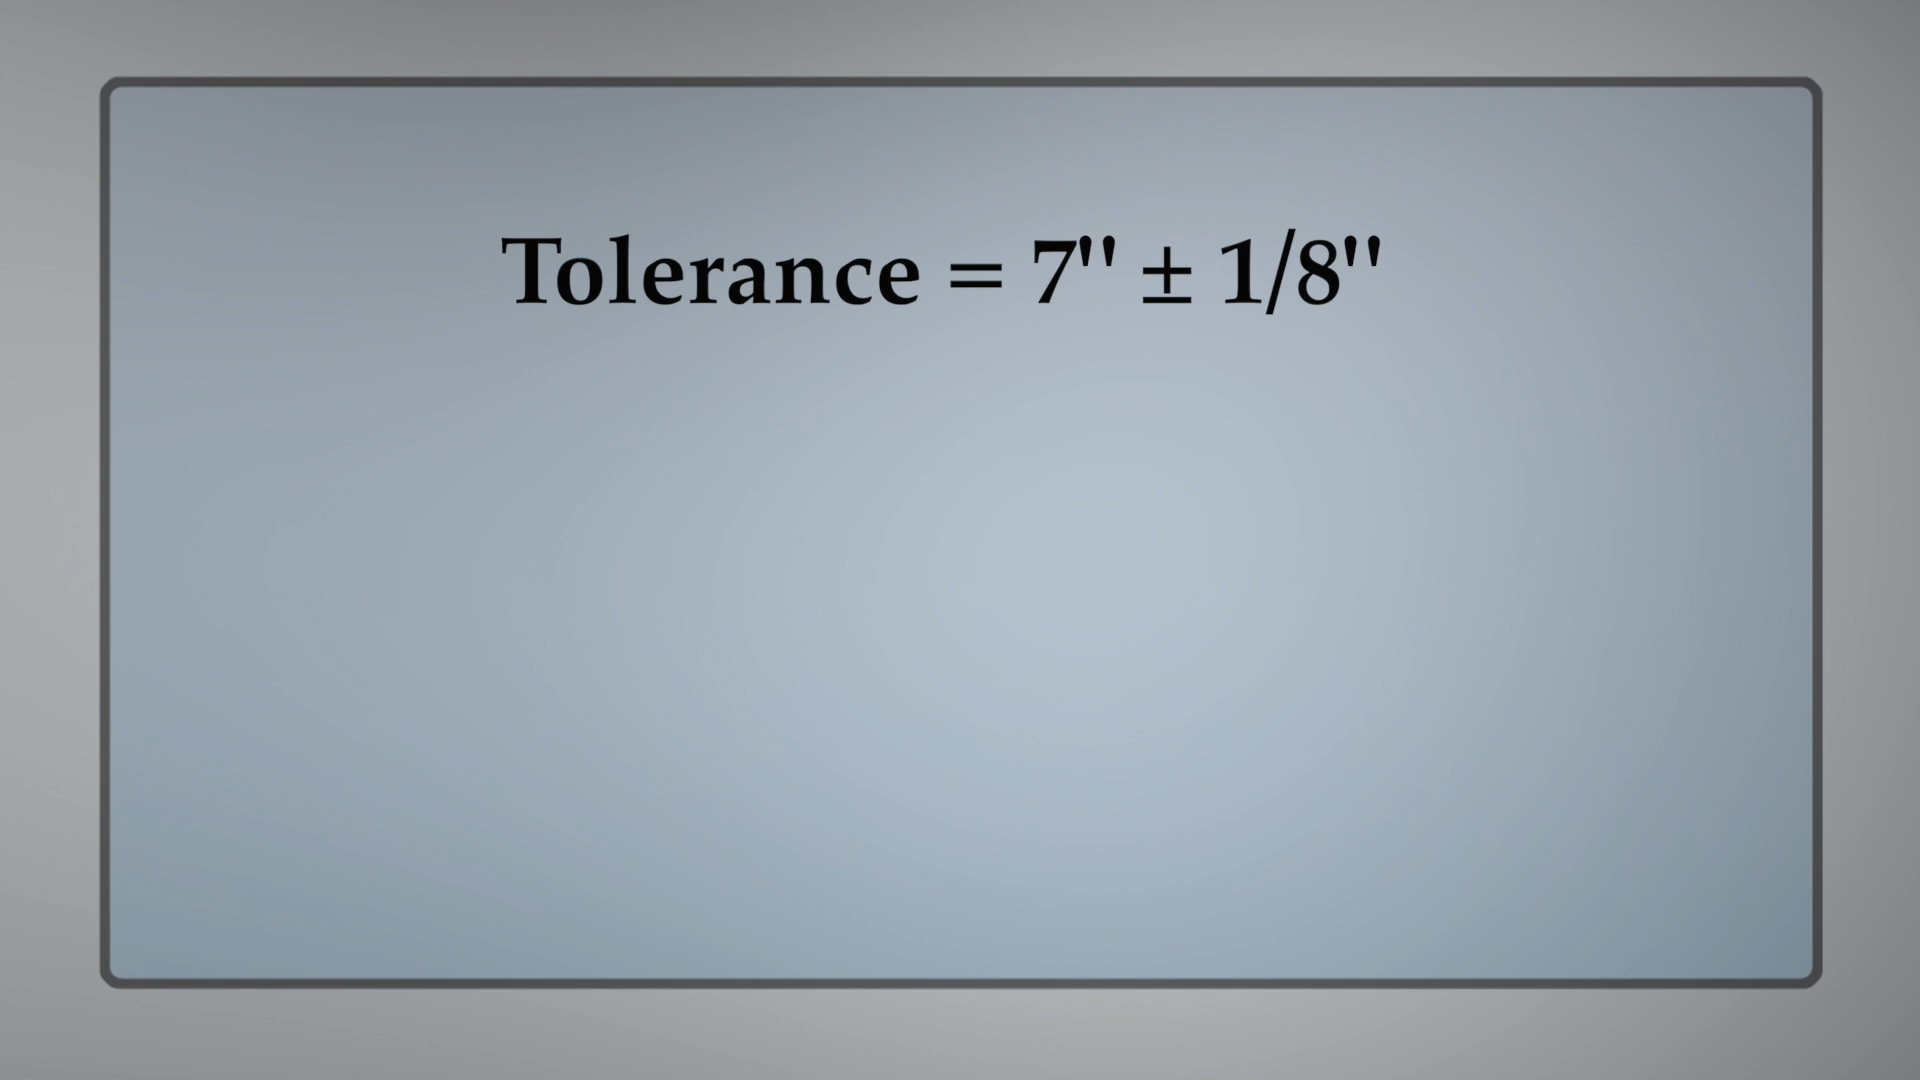 Tolerance = 7" ± 1/8"